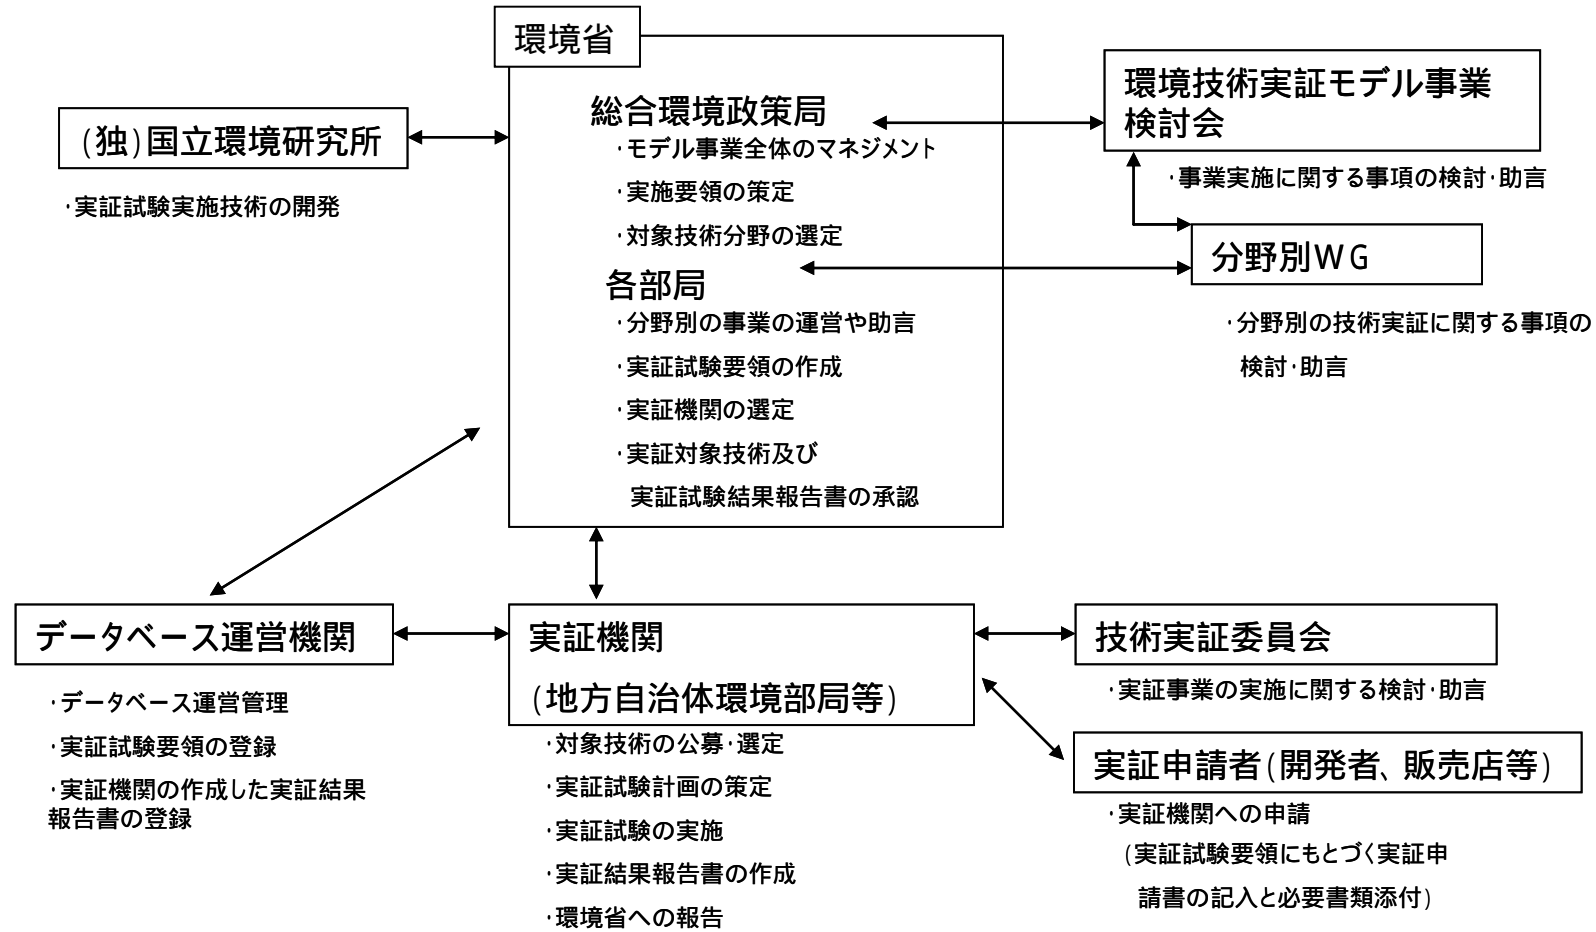 環境省
総合環境政策局
･モデル事業全体のマネジメント
･実施要領の策定
･対象技術分野の選定
各部局
･分野別の事業の運営や助言
･実証試験要領の作成
･実証機関の選定
･実証対象技術及び
実証試験結果報告書の承認
(独)国立環境研究所
･実証試験実施技術の開発
環境技術実証モデル事業
検討会
･事業実施に関する事項の検討･助言
分野別ＷＧ
･分野別の技術実証に関する事項の
検討･助言
データベース運営機関
･データベース運営管理
･実証試験要領の登録
･実証機関の作成した実証結果
報告書の登録
実証機関
(地方自治体環境部局等)
･対象技術の公募･選定
･実証試験計画の策定
･実証試験の実施
･実証結果報告書の作成
･環境省への報告
技術実証委員会
･実証事業の実施に関する検討･助言
実証申請者(開発者、販売店等)
･実証機関への申請
(実証試験要領にもとづく実証申
請書の記入と必要書類添付)